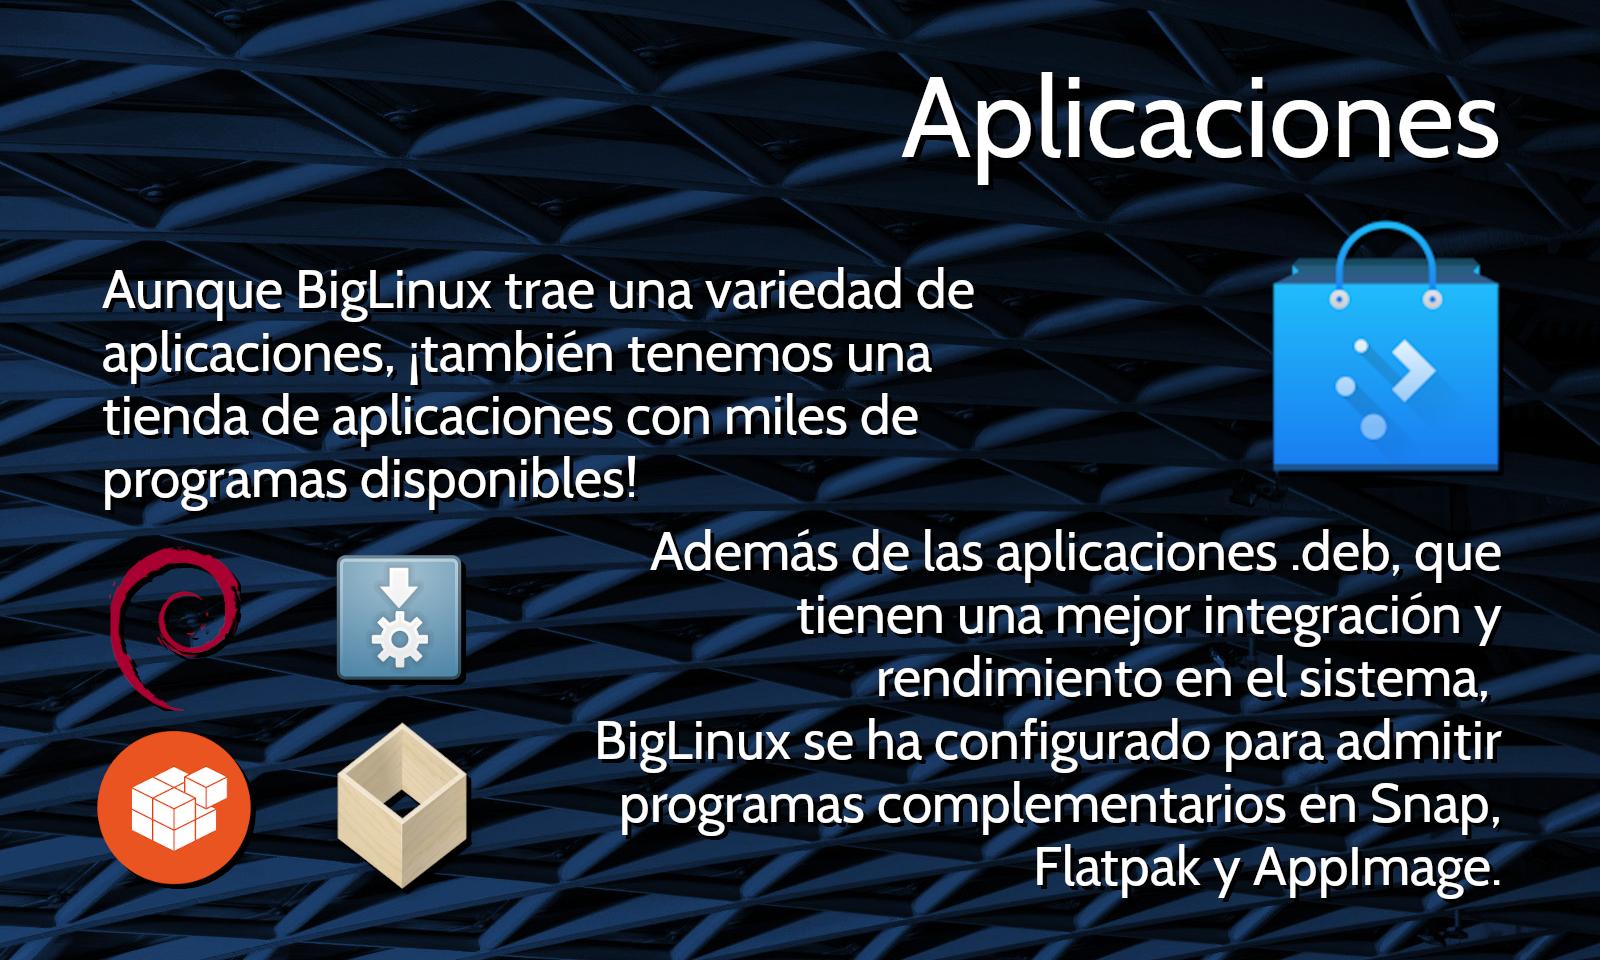 Aplicaciones
Aunque BigLinux trae una variedad de
aplicaciones, ¡también tenemos una
tienda de aplicaciones con miles de
programas disponibles!
Además de las aplicaciones .deb, que
tienen una mejor integración y
rendimiento en el sistema,
BigLinux se ha configurado para admitir
programas complementarios en Snap,
Flatpak y AppImage.